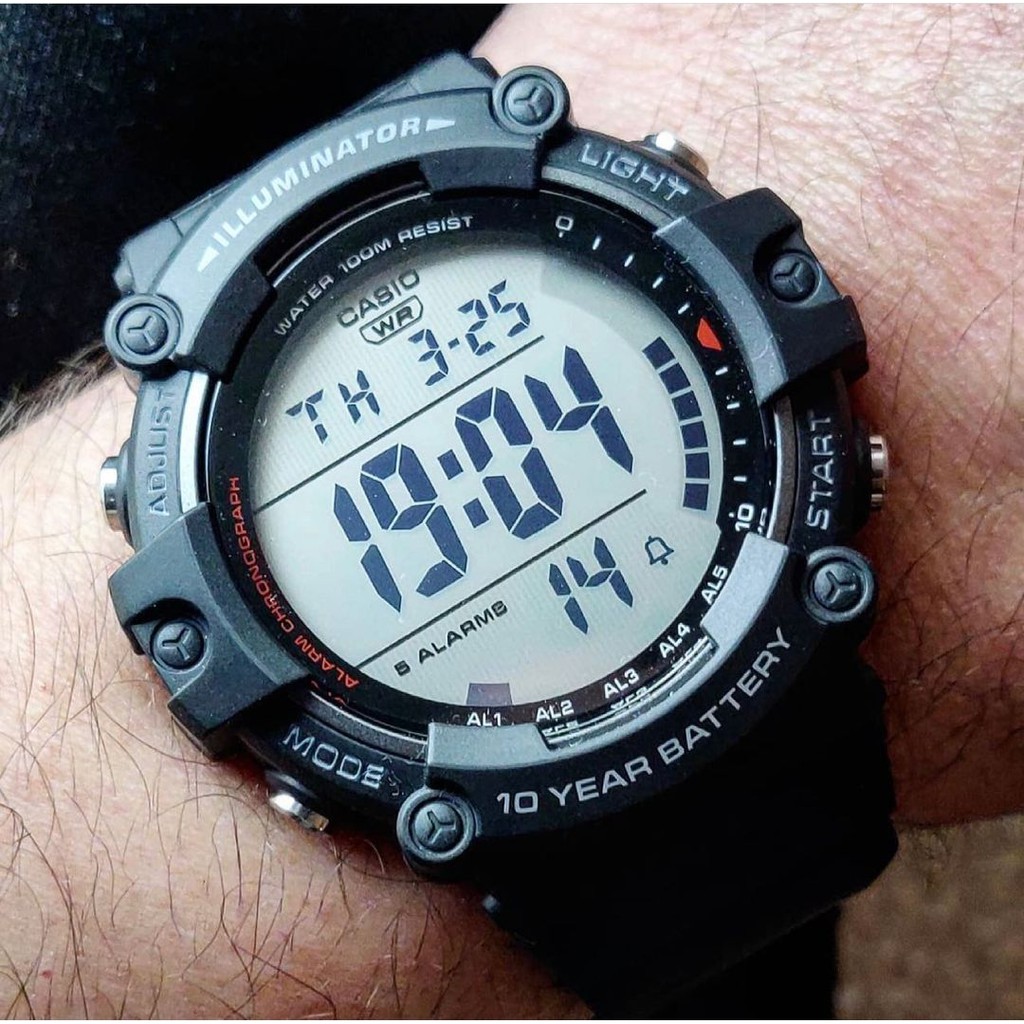 ILLUMINATOR
LIGHT
WATER 100M RESIST
0
CASIO
WR
TH 3-25
19:04
14
5 ALARMS
ADJUST
START
10
ALARM CHRONOGRAPH
AL1
AL2
AL3
AL4
AL5
MODE
10 YEAR BATTERY